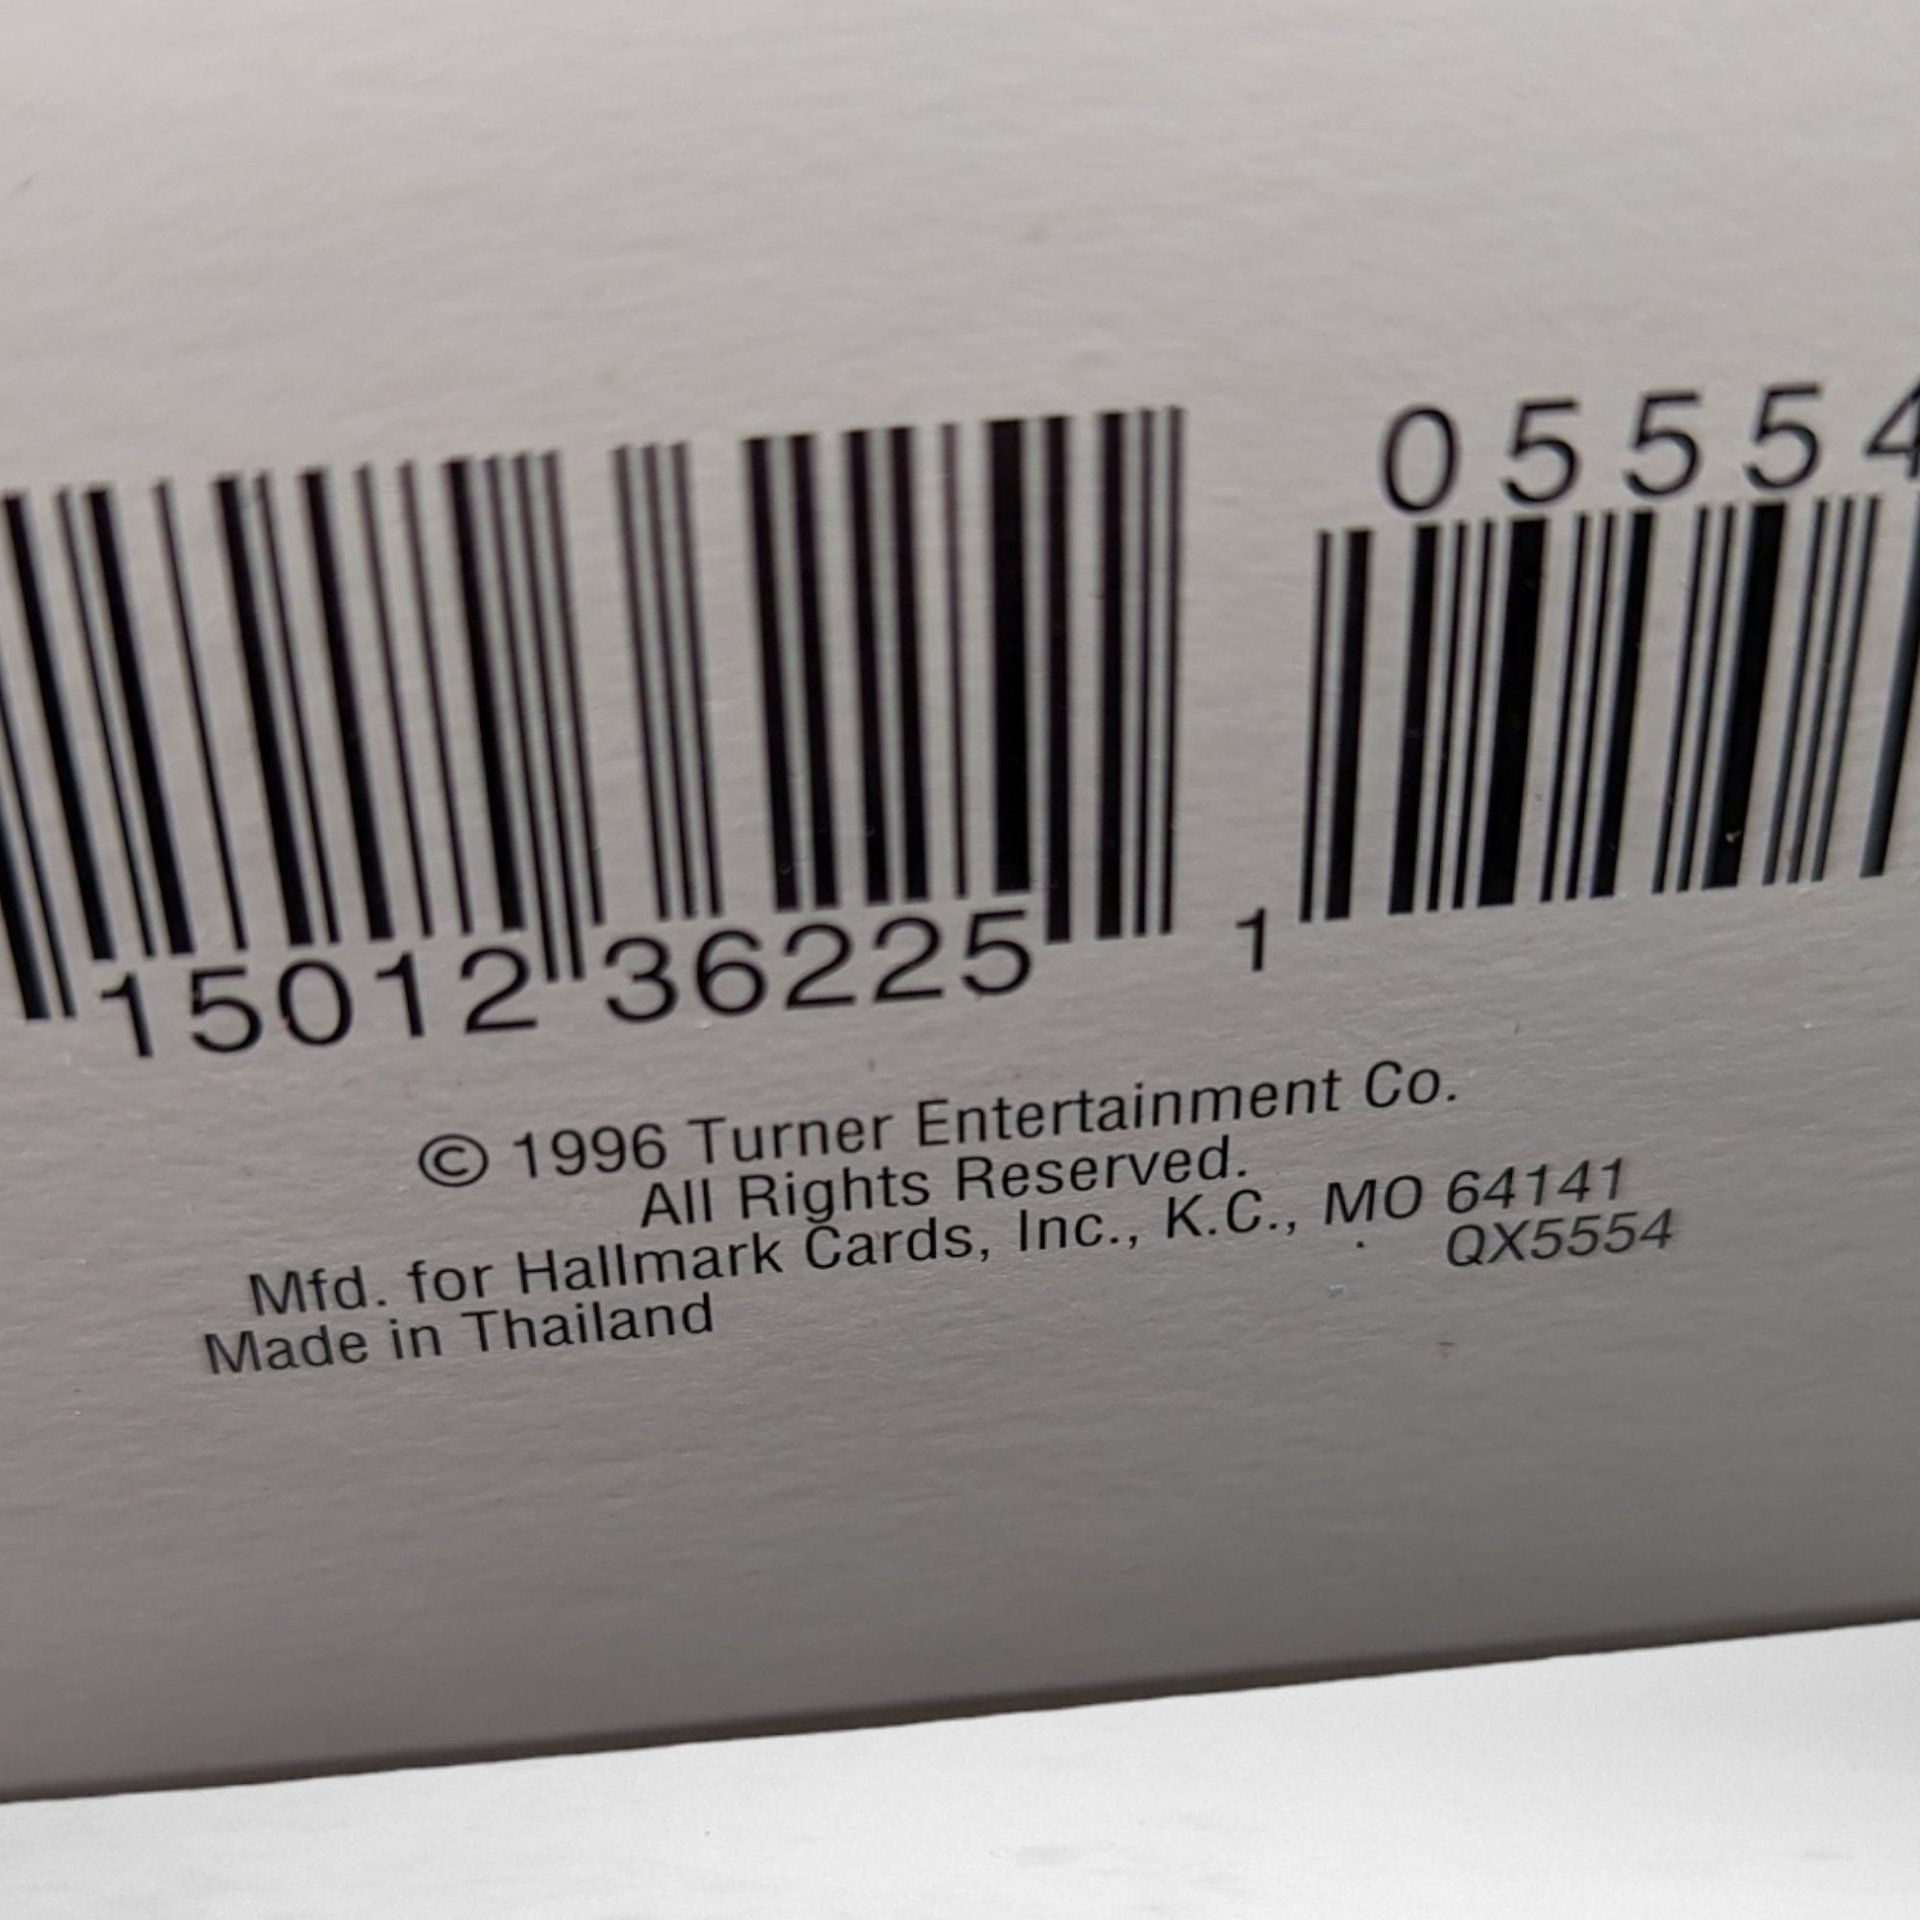 05554
15012 36225 1
© 1996 Turner Entertainment Co.
All Rights Reserved.
Mfd. for Hallmark Cards, Inc., K.C., MO 64141
QX5554
Made in Thailand